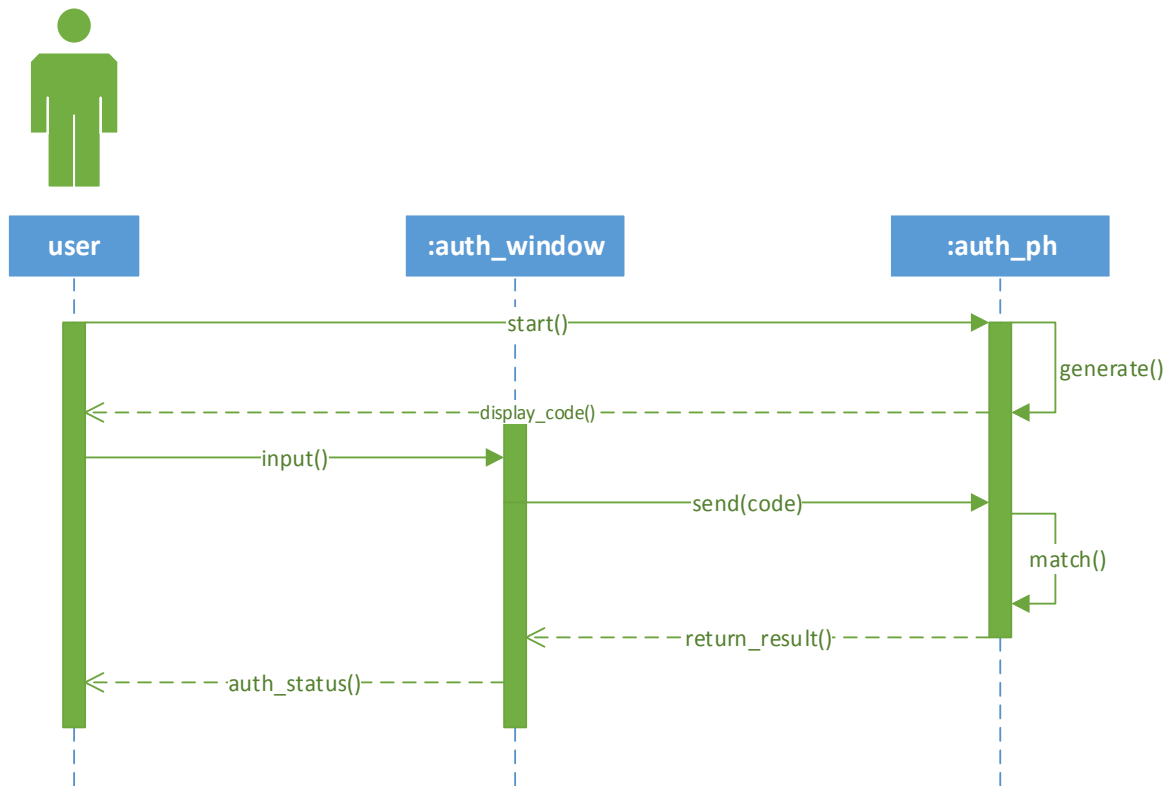 user
:auth_window
:auth_ph
start()
generate()
display_code()
input()
send(code)
match()
return_result()
auth_status()